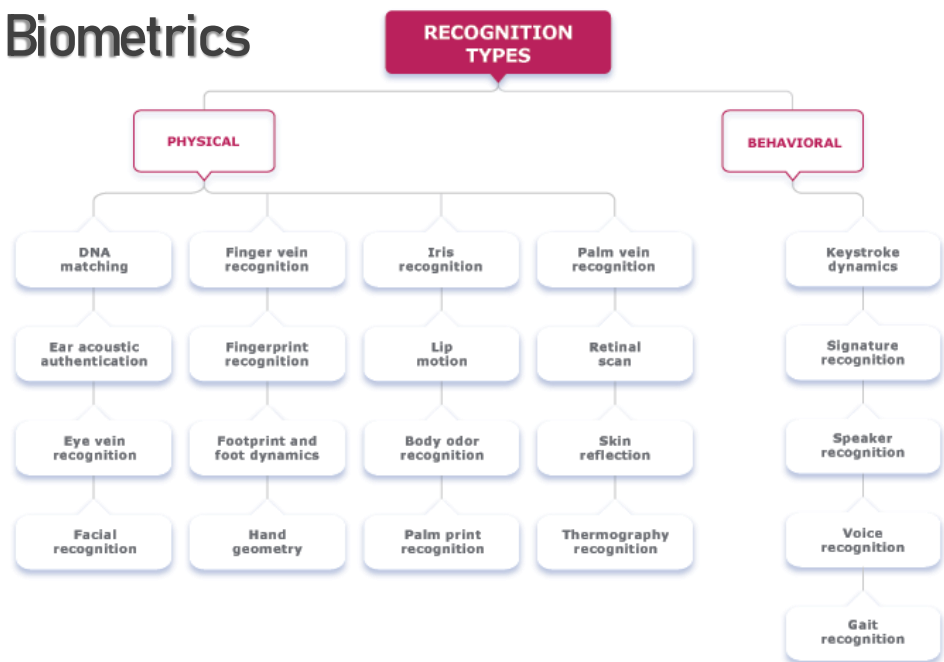 Biometrics
RECOGNITION
TYPES
PHYSICAL
BEHAVIORAL
DNA
matching
Finger vein
recognition
Iris
recognition
Palm vein
recognition
Keystroke
dynamics
Ear acoustic
authentication
Fingerprint
recognition
Lip
motion
Retinal
scan
Signature
recognition
Eye vein
recognition
Footprint and
foot dynamics
Body odor
recognition
Skin
reflection
Speaker
recognition
Facial
recognition
Hand
geometry
Palm print
recognition
Thermography
recognition
Voice
recognition
Gait
recognition